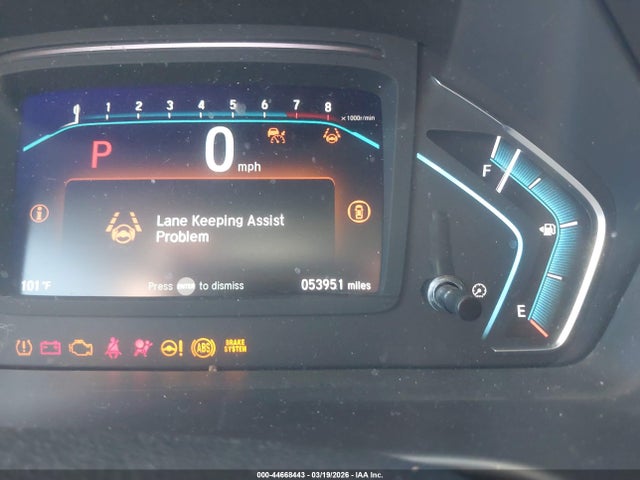 0 1 2 3 4 5 6 7 8 ×1000r/min
P 0 mph
F
Lane Keeping Assist
Problem
101°F Press ENTER to dismiss 053951 miles
E
ABS BRAKE
SYSTEM
000-44668443 - 03/19/2026 - IAA Inc.